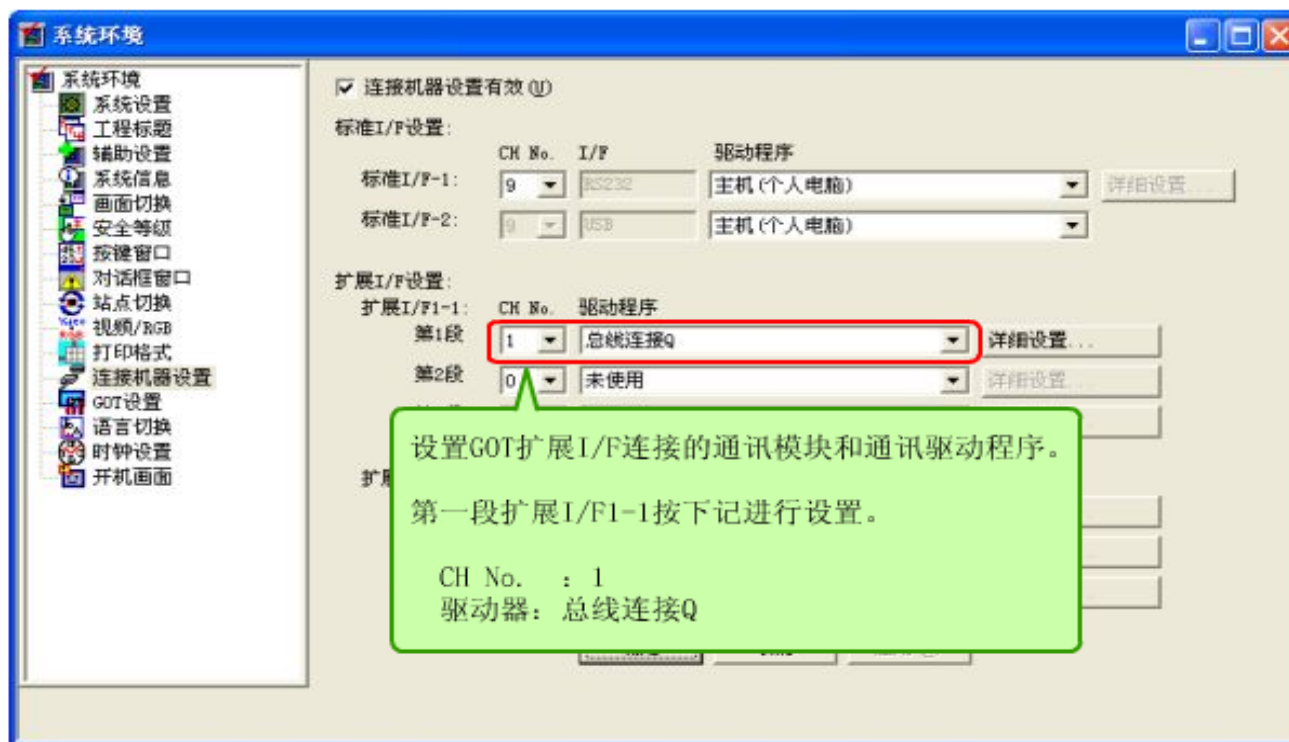 系统环境
系统环境
系统设置
工程标题
辅助设置
系统信息
画面切换
安全等级
按键窗口
对话框窗口
站点切换
视频/RGB
打印格式
连接机器设置
GOT设置
语言切换
时钟设置
开机画面
连接机器设置有效(U)
标准I/F设置:
CH No. I/F 驱动程序
标准I/F-1: 9 RS232 主机(个人电脑) 详细设置...
标准I/F-2: 9 USB 主机(个人电脑)
扩展I/F设置:
扩展I/F1-1: CH No. 驱动程序
第1段 1 总线连接Q 详细设置...
第2段 0 未使用 详细设置...
设置GOT扩展I/F连接的通讯模块和通讯驱动程序。
第一段扩展I/F1-1按下记进行设置。
CH No. : 1
驱动器: 总线连接Q